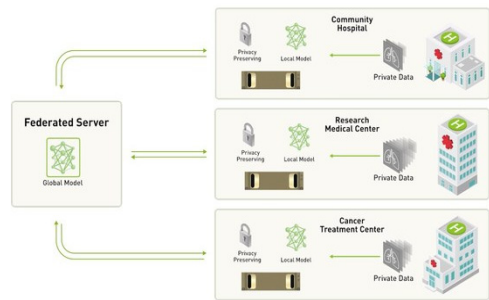 Community
Hospital
Privacy
Preserving
Local Model
Private Data
H
Federated Server
Global Model
Research
Medical Center
Privacy
Preserving
Local Model
Private Data
H
Cancer
Treatment Center
Privacy
Preserving
Local Model
Private Data
H